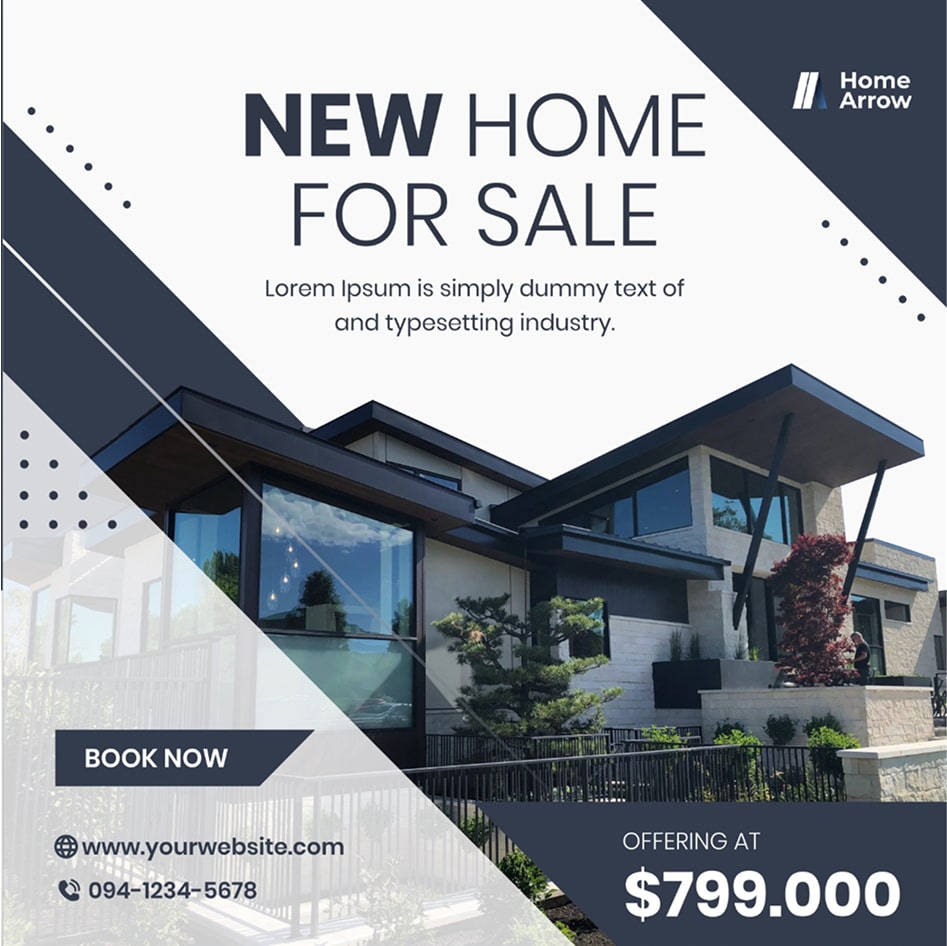 Home
Arrow
NEW HOME
FOR SALE
Lorem Ipsum is simply dummy text of
and typesetting industry.
BOOK NOW
www.yourwebsite.com
094-1234-5678
OFFERING AT
$799.000